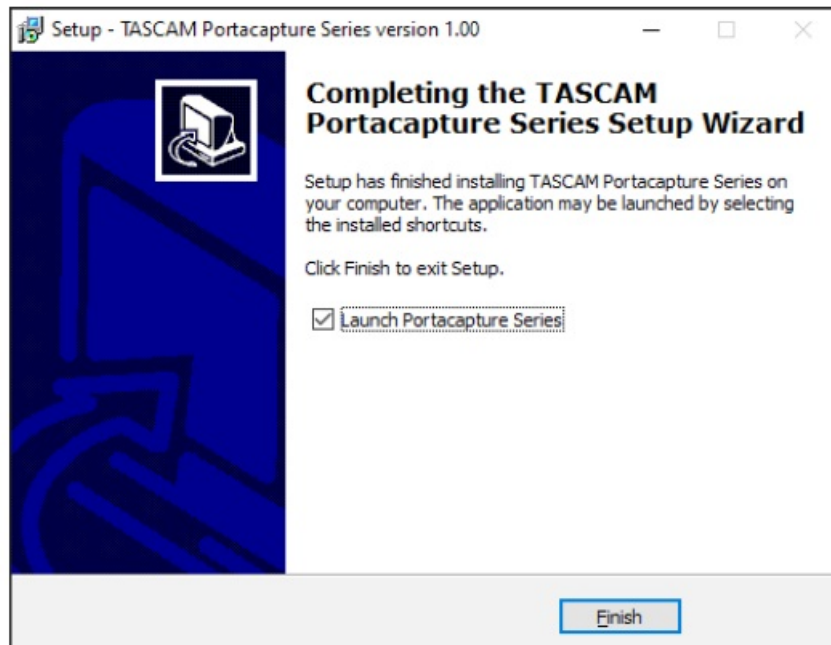 Setup - TASCAM Portacapture Series version 1.00
Completing the TASCAM
Portacapture Series Setup Wizard
Setup has finished installing TASCAM Portacapture Series on
your computer. The application may be launched by selecting
the installed shortcuts.
Click Finish to exit Setup.
Launch Portacapture Series
Finish